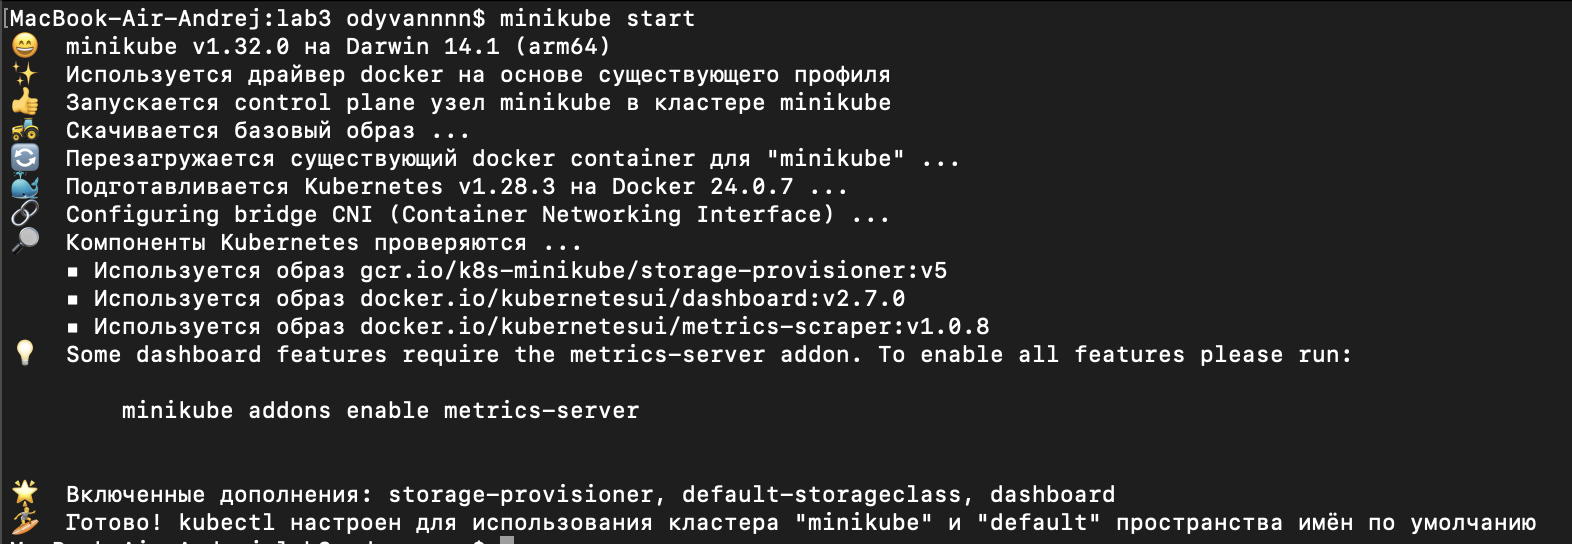 [MacBook-Air-Andrej:lab3 odyvannnn$ minikube start
😄 minikube v1.32.0 на Darwin 14.1 (arm64)
✨ Используется драйвер docker на основе существующего профиля
👍 Запускается control plane узел minikube в кластере minikube
🚜 Скачивается базовый образ ...
🔄 Перезагружается существующий docker container для "minikube" ...
🐳 Подготавливается Kubernetes v1.28.3 на Docker 24.0.7 ...
🔗 Configuring bridge CNI (Container Networking Interface) ...
🔎 Компоненты Kubernetes проверяются ...
▪ Используется образ gcr.io/k8s-minikube/storage-provisioner:v5
▪ Используется образ docker.io/kubernetesui/dashboard:v2.7.0
▪ Используется образ docker.io/kubernetesui/metrics-scraper:v1.0.8
💡 Some dashboard features require the metrics-server addon. To enable all features please run:
minikube addons enable metrics-server
🌟 Включенные дополнения: storage-provisioner, default-storageclass, dashboard
🏄 Готово! kubectl настроен для использования кластера "minikube" и "default" пространства имён по умолчанию